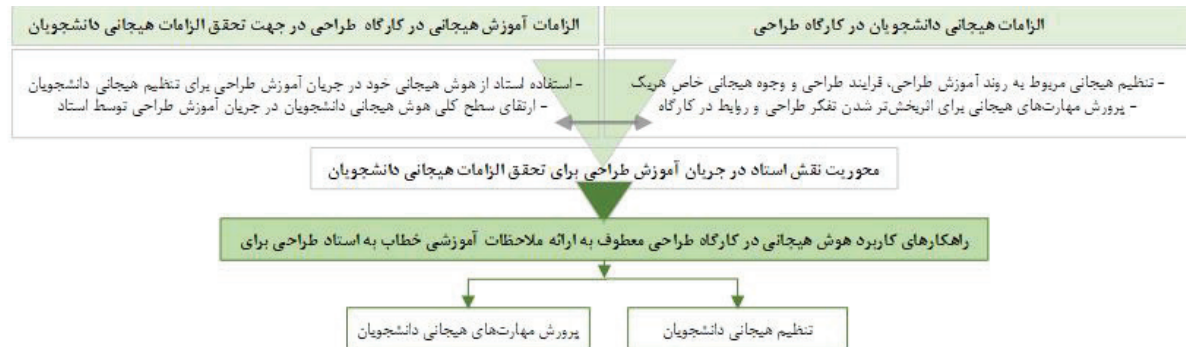 الزامات هیجانی دانشجویان در کارگاه طراحی
الزامات آموزش هیجانی در کارگاه طراحی در جهت تحقق الزامات هیجانی دانشجویان
- تنظیم هیجانی مربوط به روند آموزش طراحی، فرایند طراحی و وجوه هیجانی خاص هریک
- پرورش مهارت‌های هیجانی برای اثربخش‌تر شدن تفکر طراحی و روابط در کارگاه
- استفاده استاد از هوش هیجانی خود در جریان آموزش طراحی برای تنظیم هیجانی دانشجویان
- ارتقای سطح کلی هوش هیجانی دانشجویان در جریان آموزش طراحی توسط استاد
محوریت نقش استاد در جریان آموزش طراحی برای تحقق الزامات هیجانی دانشجویان
راهکارهای کاربرد هوش هیجانی در کارگاه طراحی معطوف به ارائه ملاحظات آموزشی خطاب به استاد طراحی برای
تنظیم هیجانی دانشجویان
پرورش مهارت‌های هیجانی دانشجویان